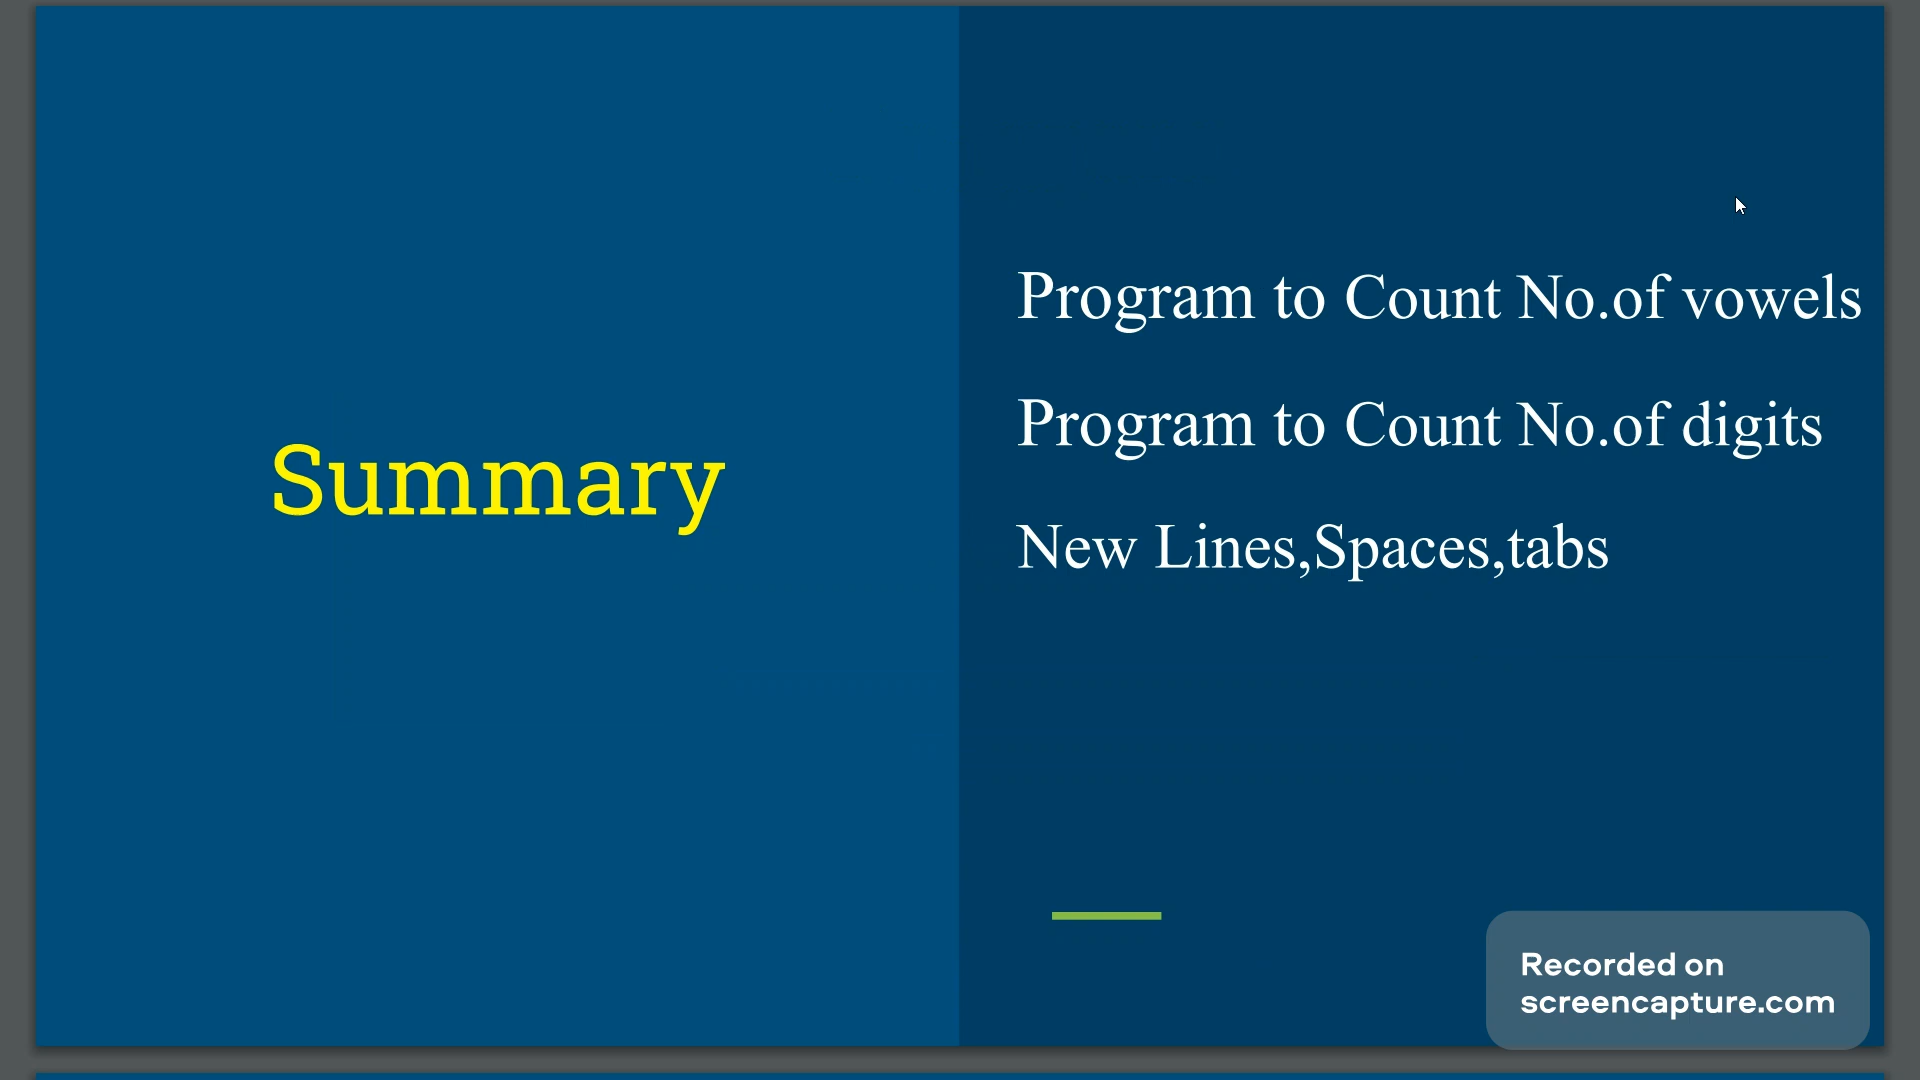 Summary
Program to Count No.of vowels
Program to Count No.of digits
New Lines,Spaces,tabs
Recorded on
screencapture.com